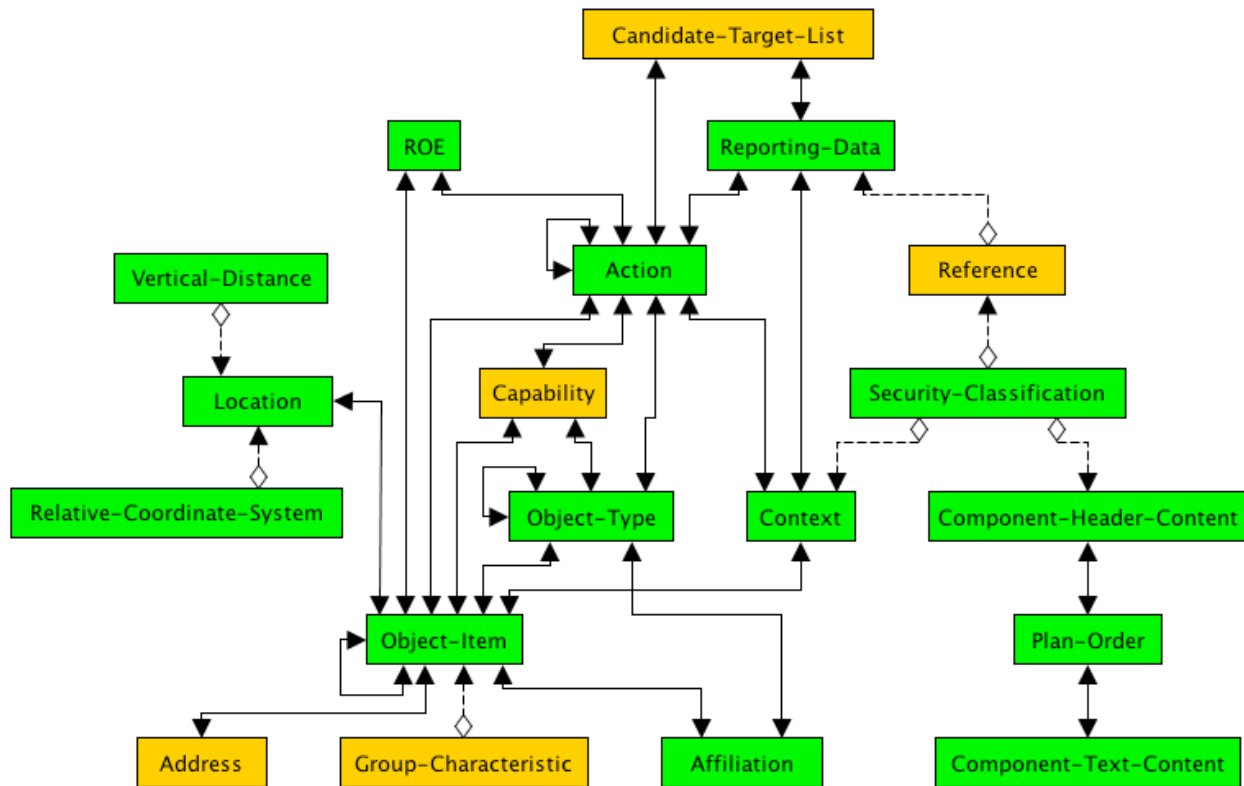 Candidate-Target-List
ROE
Reporting-Data
Action
Vertical-Distance
Reference
Location
Capability
Security-Classification
Relative-Coordinate-System
Object-Type
Context
Component-Header-Content
Object-Item
Plan-Order
Address
Group-Characteristic
Affiliation
Component-Text-Content